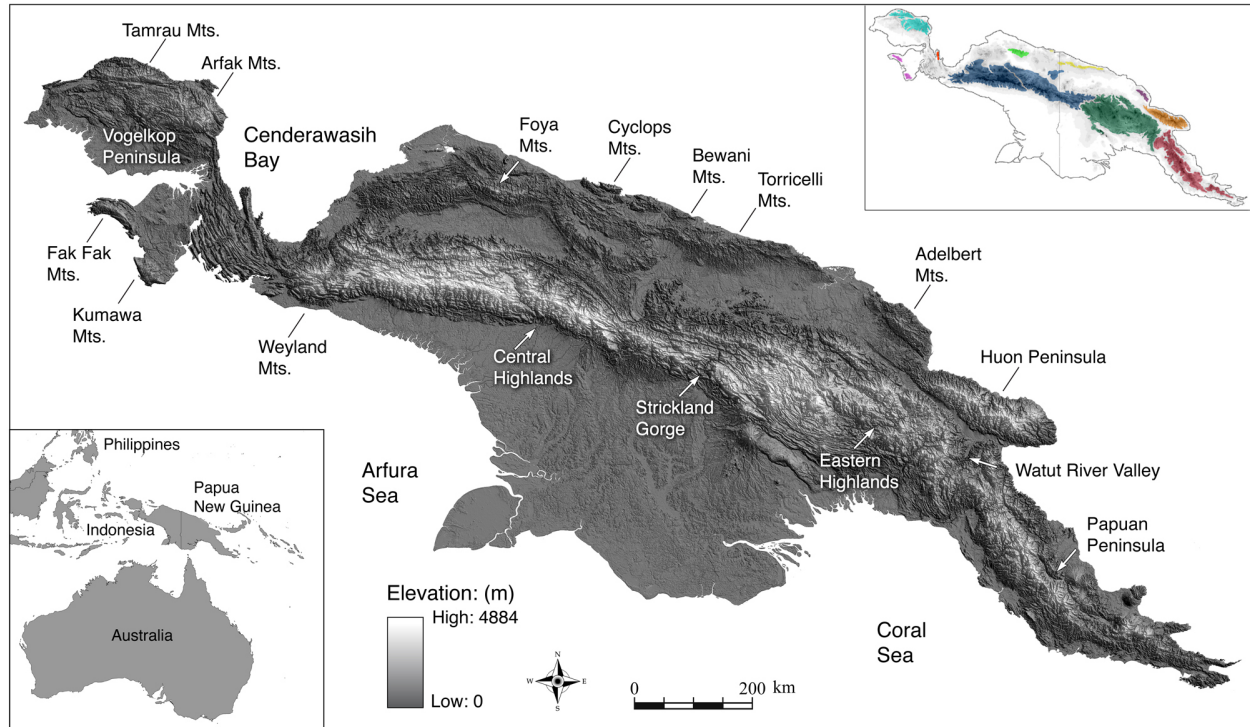 Tamrau Mts.
Arfak Mts.
Vogelkop
Peninsula
Cenderawasih
Bay
Foya
Mts.
Cyclops
Mts.
Bewani
Mts.
Torricelli
Mts.
Fak Fak
Mts.
Kumawa
Mts.
Weyland
Mts.
Central
Highlands
Strickland
Gorge
Adelbert
Mts.
Huon Peninsula
Eastern
Highlands
Watut River Valley
Papuan
Peninsula
Arfura
Sea
Coral
Sea
Philippines
Papua
New Guinea
Indonesia
Australia
Elevation: (m)
High: 4884
Low: 0
N
W
E
S
0
200
km